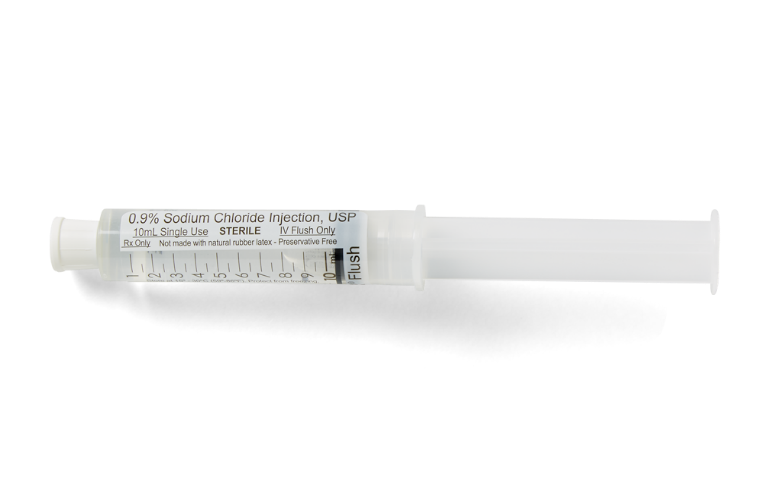 0.9% Sodium Chloride Injection, USP
10mL Single Use STERILE IV Flush Only
Rx Only Not made with natural rubber latex - Preservative Free
1 2 3 4 5 6 7 8 9 10 mL
Flush